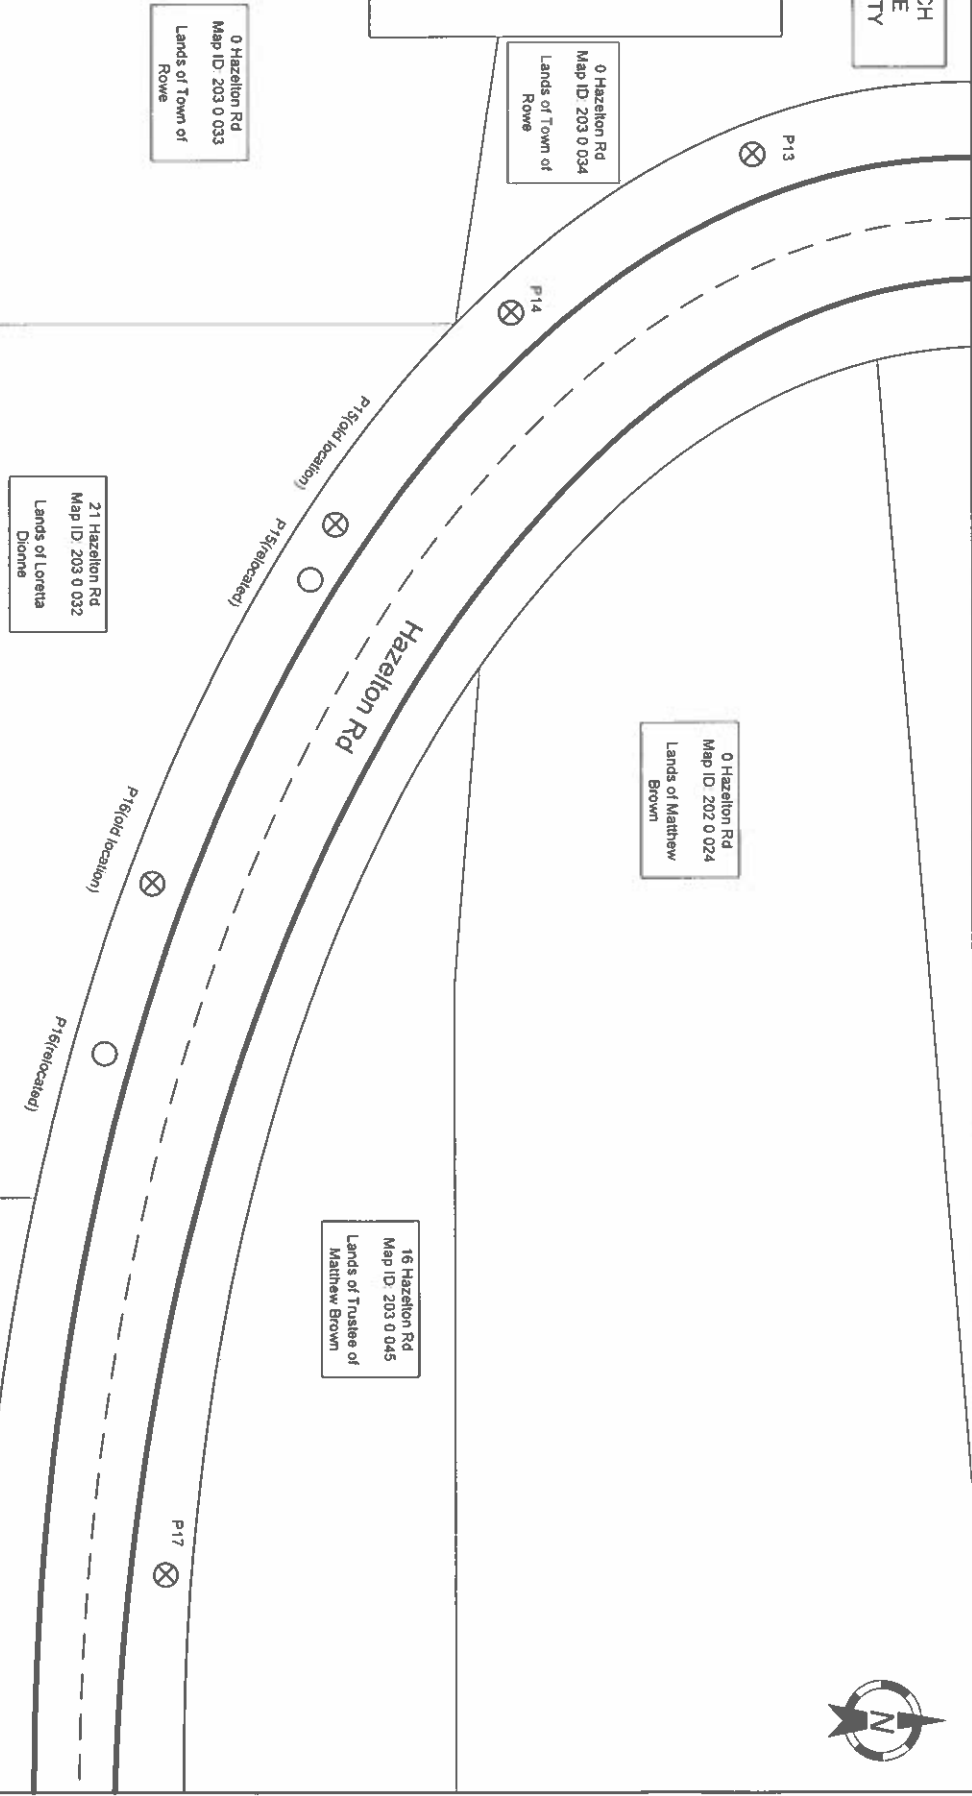 CH
E
TY
0 Hazelton Rd
Map ID: 203 0 033
Lands of Town of
Rowe
0 Hazelton Rd
Map ID: 203 0 034
Lands of Town of
Rowe
P13
P14
P15(old location)
P15(relocated)
Hazelton Rd
21 Hazelton Rd
Map ID: 203 0 032
Lands of Loretta
Dionne
0 Hazelton Rd
Map ID: 202 0 024
Lands of Matthew
Brown
P16(old location)
P16(relocated)
16 Hazelton Rd
Map ID: 203 0 045
Lands of Trustee of
Matthew Brown
P17
N